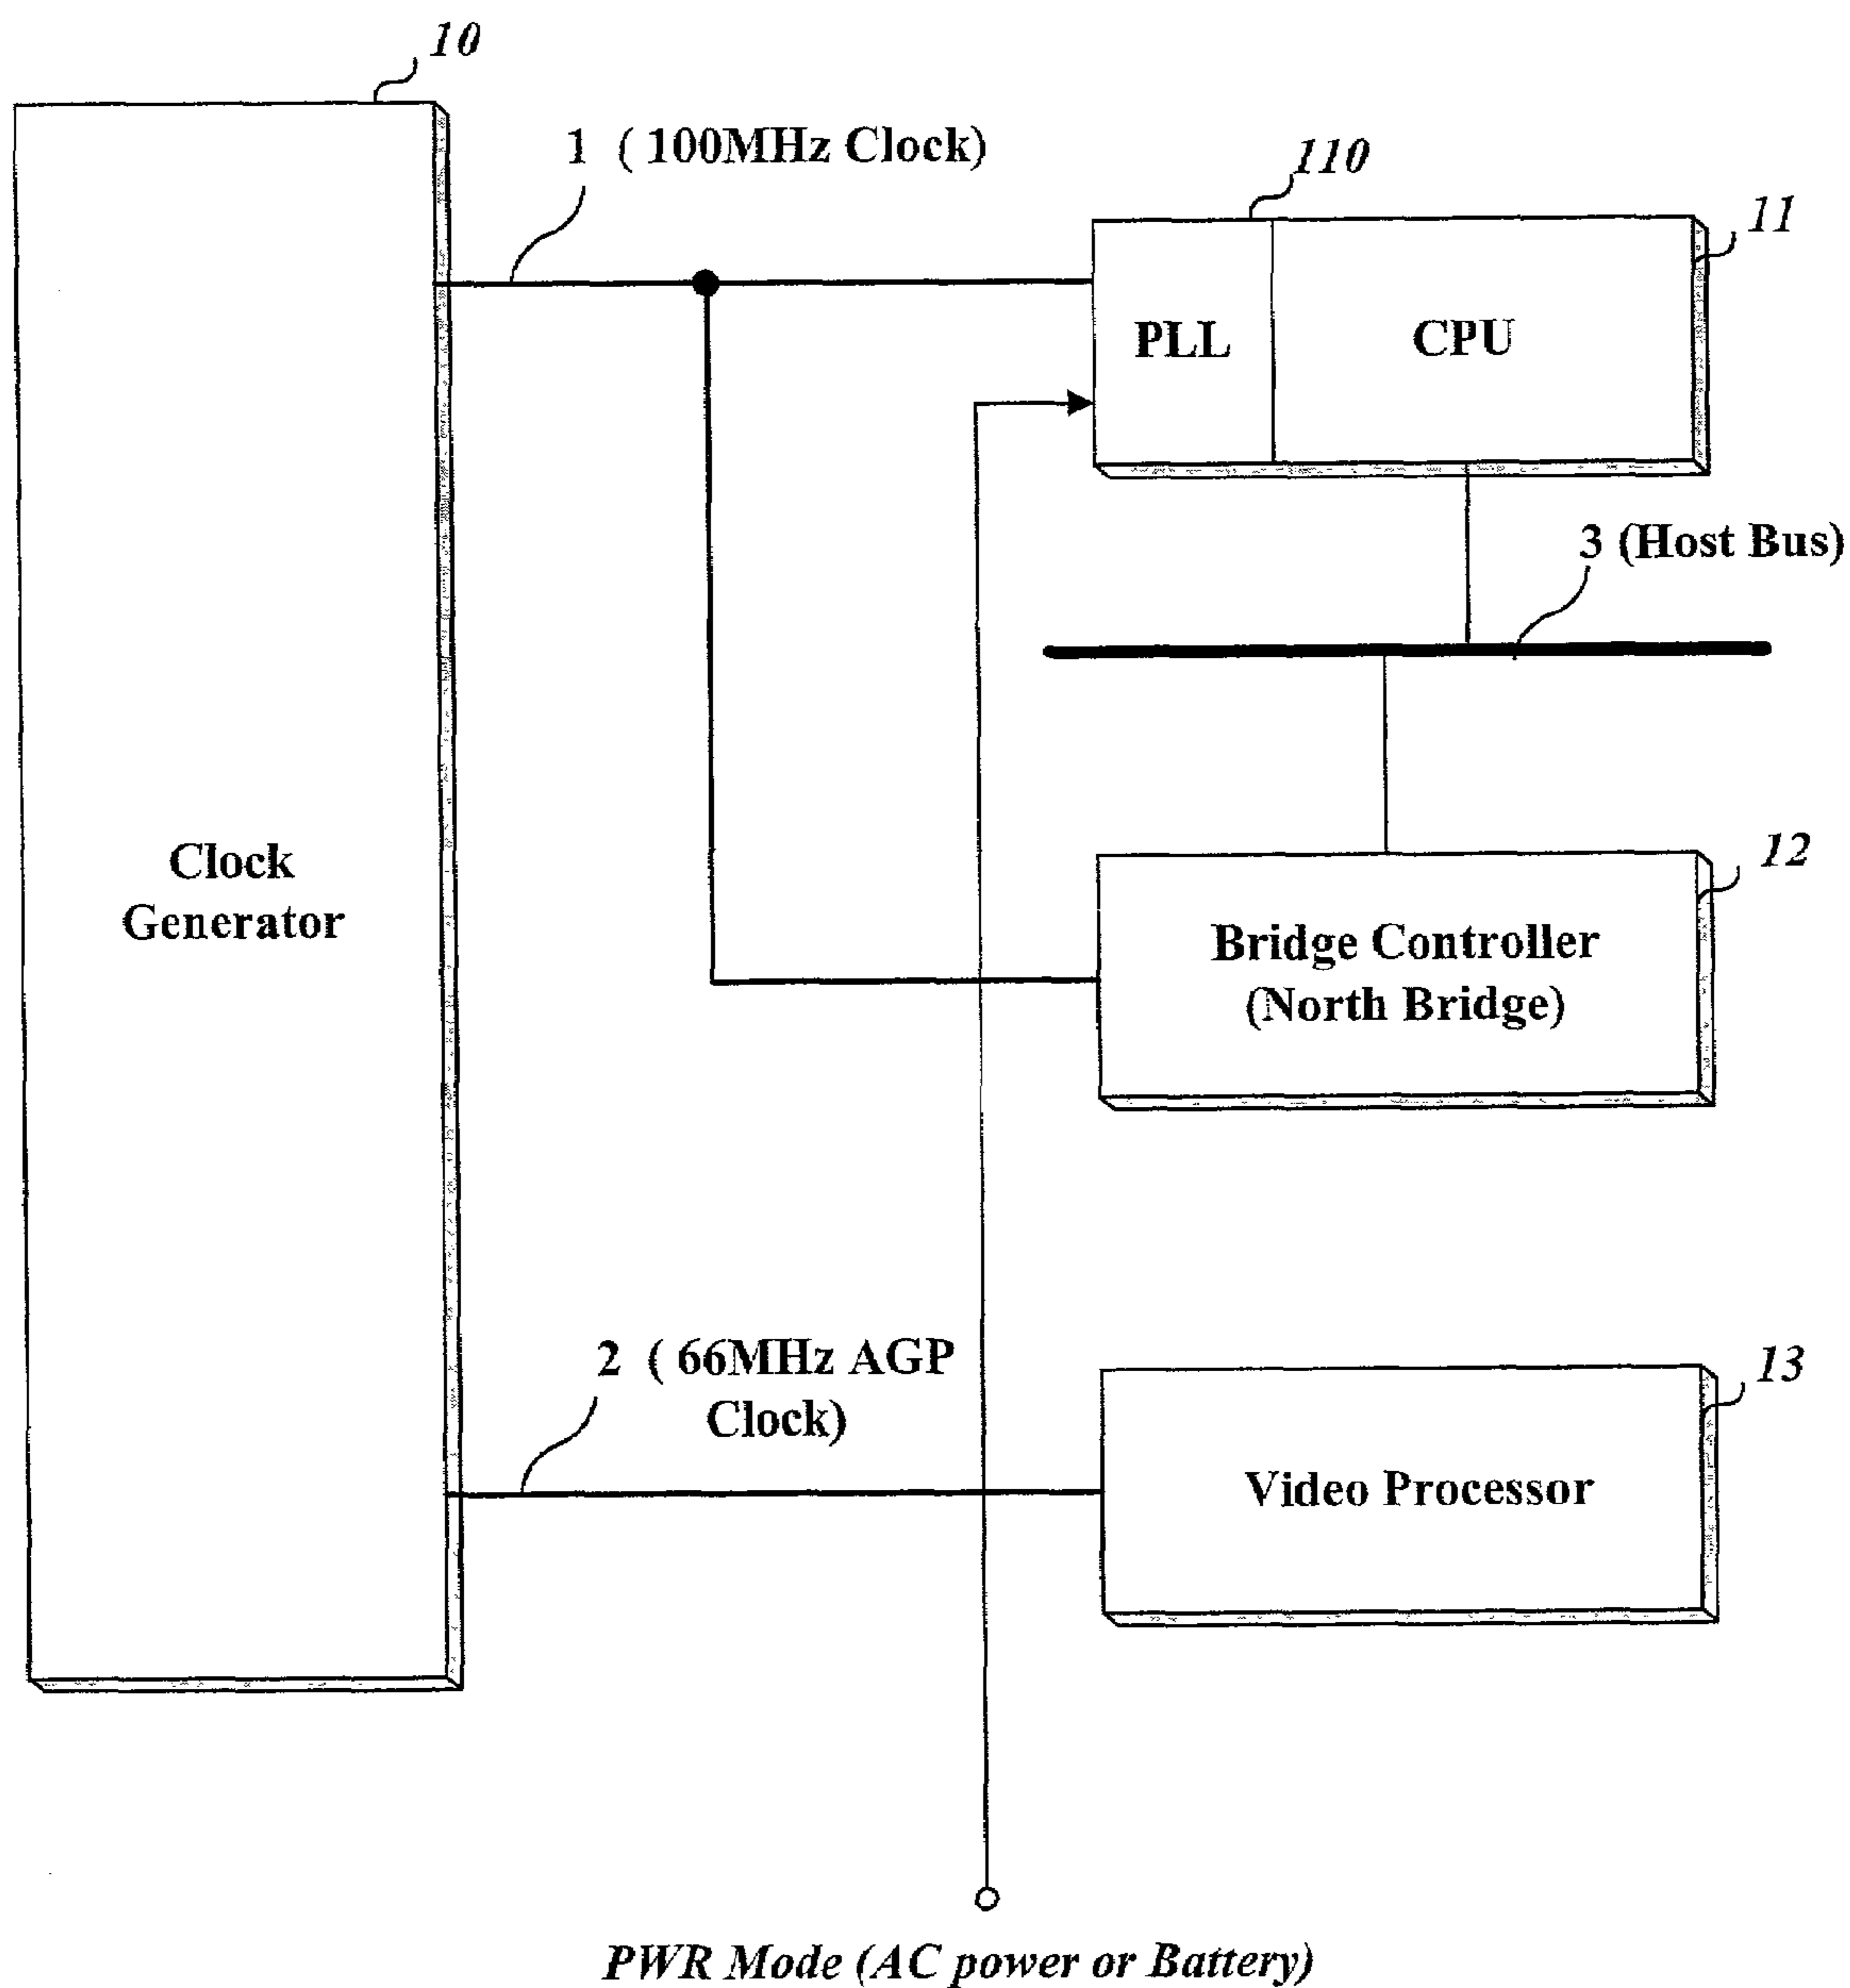 10
1 ( 100MHz Clock)
110
11
PLL
CPU
3 (Host Bus)
Clock
Generator
12
Bridge Controller
(North Bridge)
2 ( 66MHz AGP
Clock)
13
Video Processor
PWR Mode (AC power or Battery)